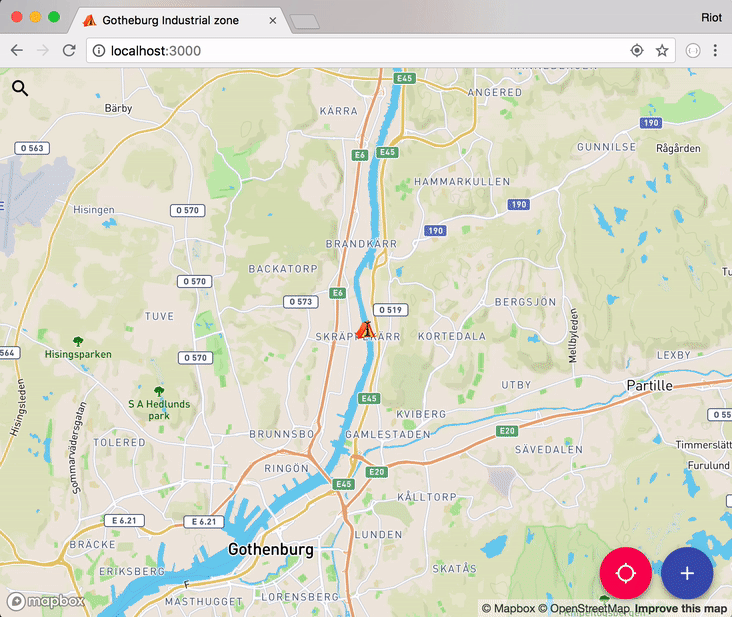 Gotheburg Industrial zone
Riot
localhost:3000
E45
ANGERED
KÄRRA
Bärby
190
GUNNILSE
Rågården
O 563
E6
E45
HAMMARKULLEN
Hisingen
O 570
190
190
BRANDKÄRR
BACKATORP
O 570
E6
O 573
O 519
BERGSJÖN
TUVE
KORTEDALA
Mellbyleden
564
Hisingsparken
O 570
LEXBY
Partille
UTBY
Hisingsleden
S A Hedlunds
park
E45
KVIBERG
O 55
Sommarvädersgatan
TOLERED
BRUNNSBO
GAMLESTADEN
E20
SÄVEDALEN
Timmerslätt
Furulund
RINGÖN
E20
E45
KÅLLTORP
E 6.21
E 6.21
BRÄCKE
LUNDEN
Gothenburg
ERIKSBERG
SKATÅS
MASTHUGGET
LORENSBERG
mapbox
© Mapbox © OpenStreetMap Improve this map